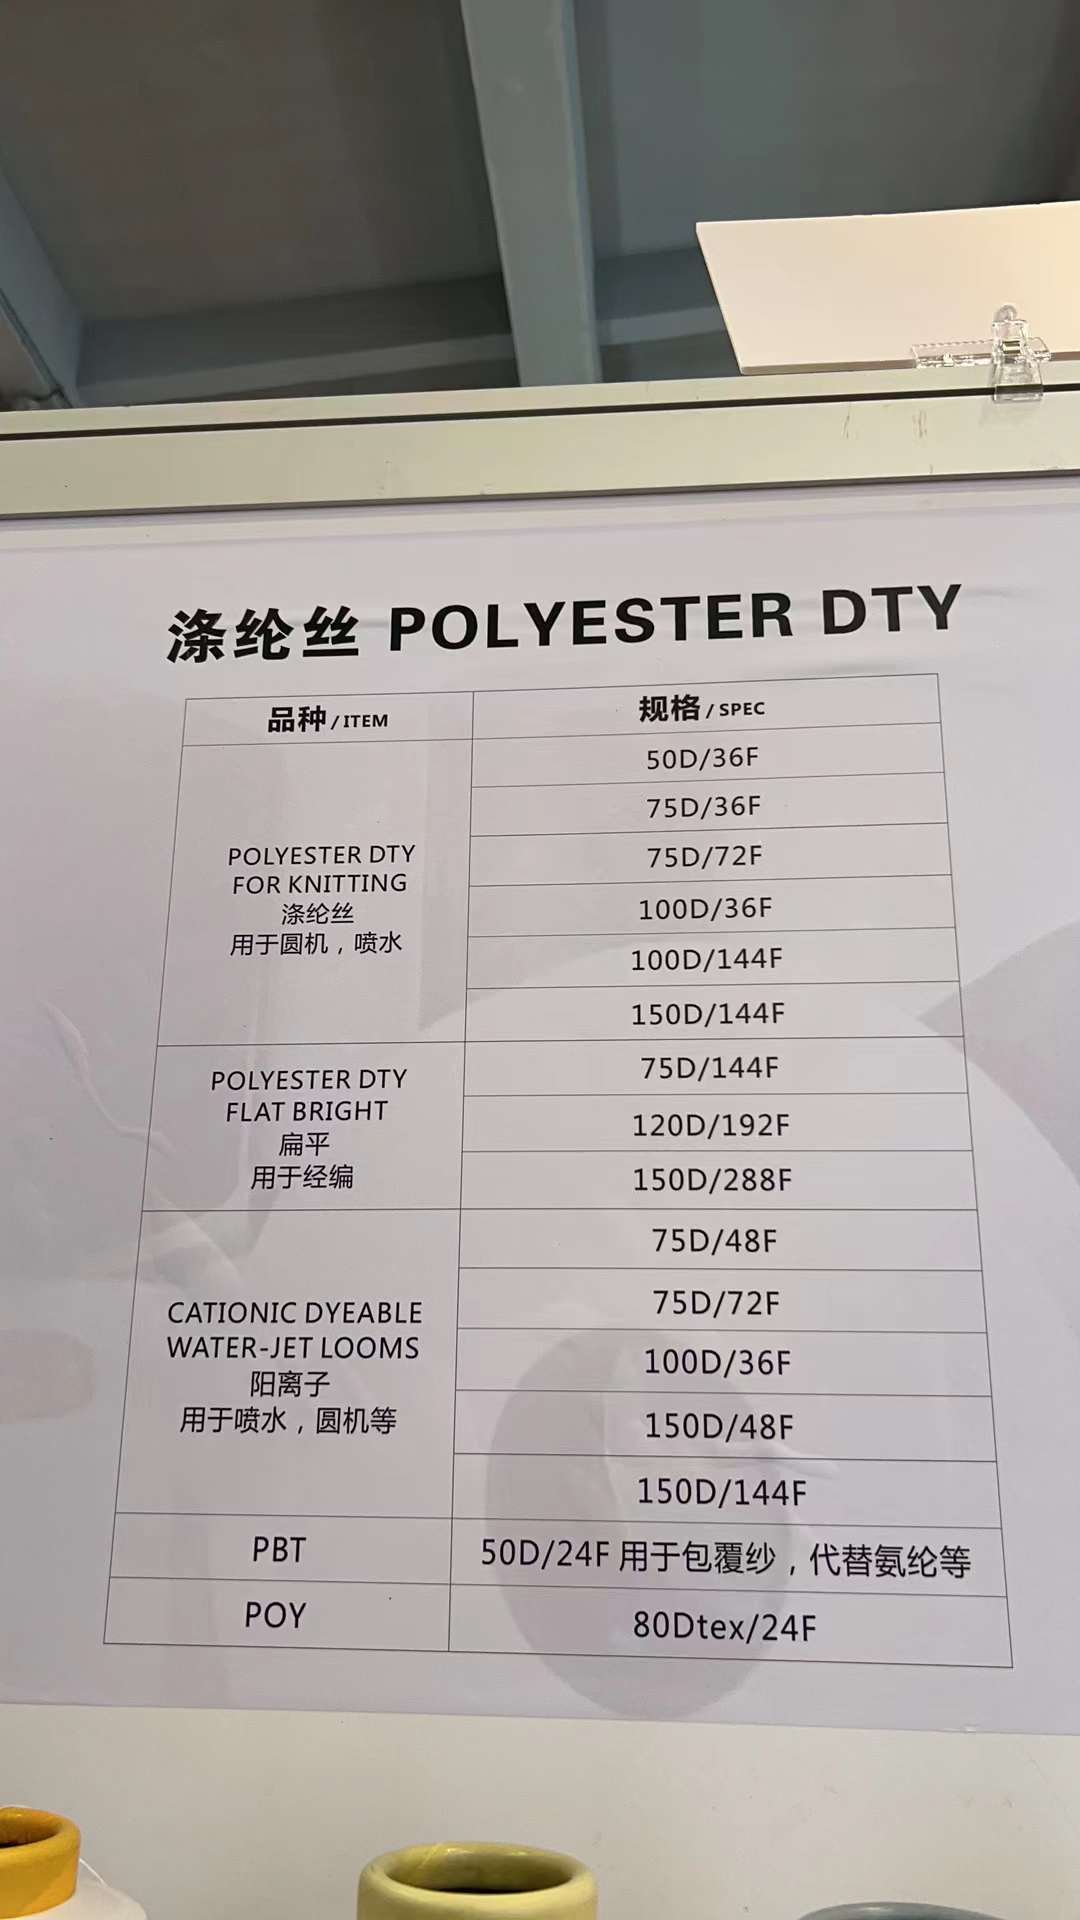 涤纶丝 POLYESTER DTY
品种/ITEM
规格/SPEC
POLYESTER DTY
FOR KNITTING
涤纶丝
用于圆机，喷水
50D/36F
75D/36F
75D/72F
100D/36F
100D/144F
150D/144F
POLYESTER DTY
FLAT BRIGHT
扁平
用于经编
75D/144F
120D/192F
150D/288F
CATIONIC DYEABLE
WATER-JET LOOMS
阳离子
用于喷水，圆机等
75D/48F
75D/72F
100D/36F
150D/48F
150D/144F
PBT
50D/24F 用于包覆纱，代替氨纶等
POY
80Dtex/24F